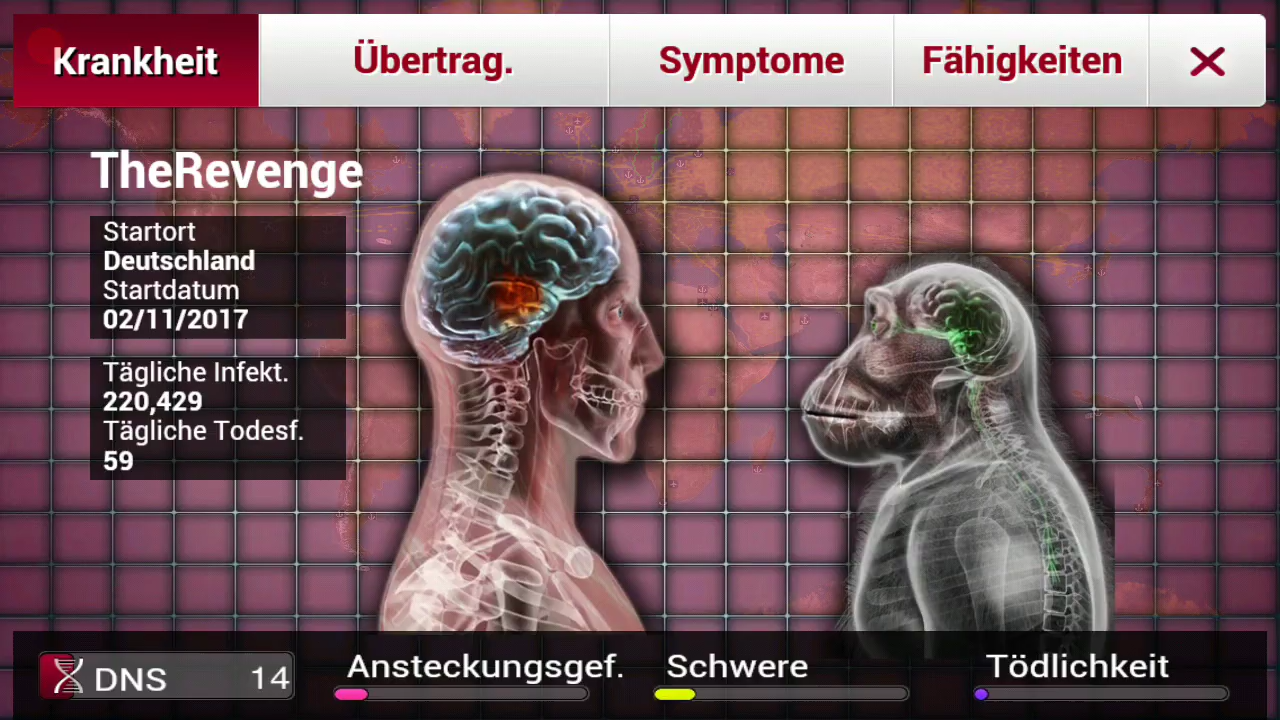 Krankheit
Übertrag.
Symptome
Fähigkeiten
TheRevenge
Startort
Deutschland
Startdatum
02/11/2017
Tägliche Infekt.
220,429
Tägliche Todesf.
59
DNS 14
Ansteckungsgef.
Schwere
Tödlichkeit